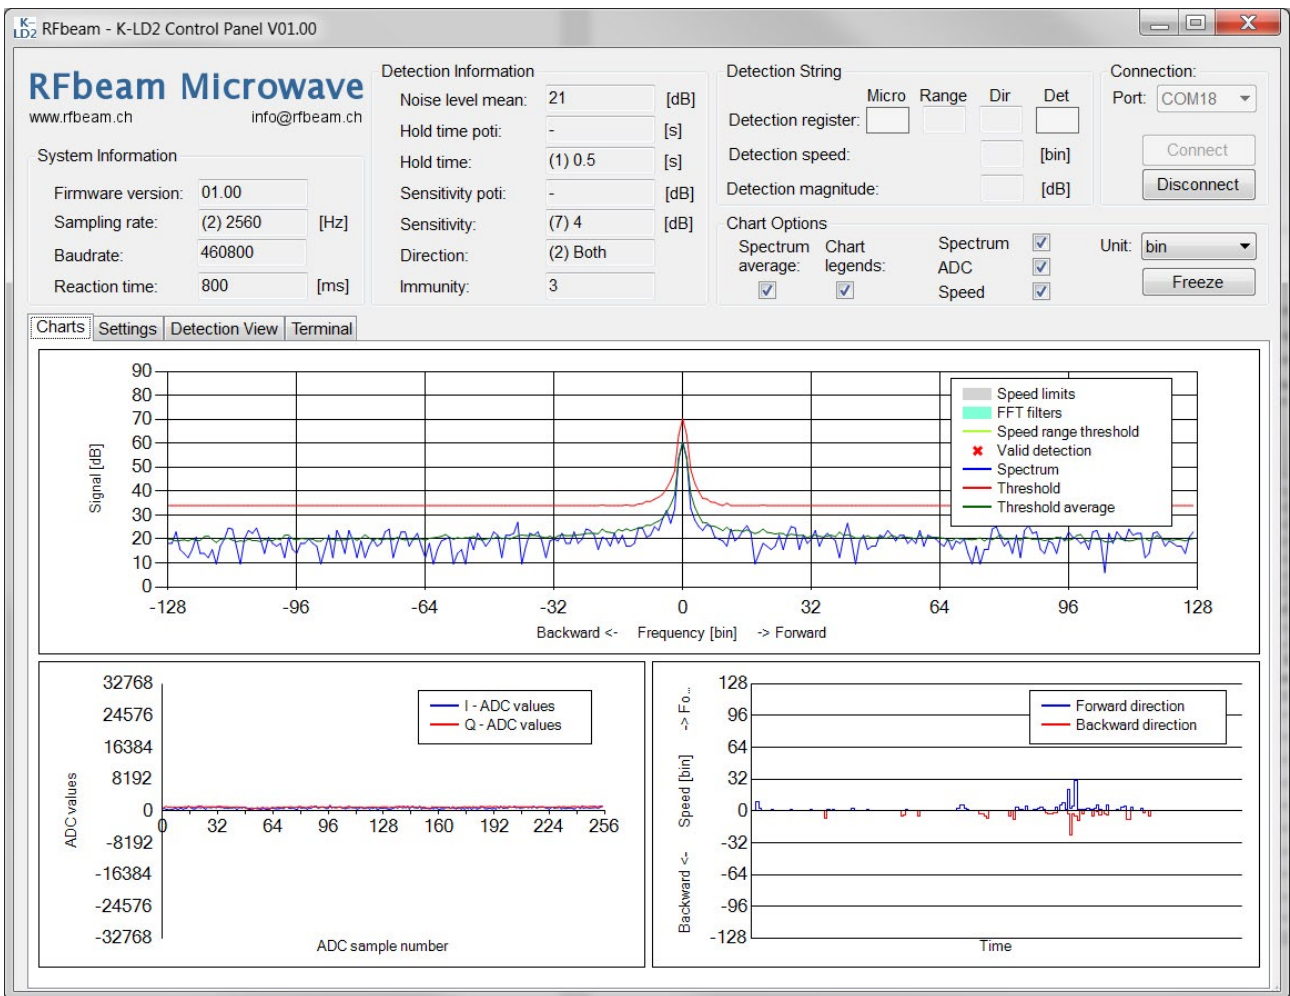 K-LD2 RFbeam - K-LD2 Control Panel V01.00
RFbeam Microwave
www.rfbeam.ch info@rfbeam.ch
System Information
Firmware version: 01.00
Sampling rate: (2) 2560 [Hz]
Baudrate: 460800
Reaction time: 800 [ms]
Detection Information
Noise level mean: 21 [dB]
Hold time poti: - [s]
Hold time: (1) 0.5 [s]
Sensitivity poti: - [dB]
Sensitivity: (7) 4 [dB]
Direction: (2) Both
Immunity: 3
Detection String
Micro Range Dir Det
Detection register:
Detection speed: [bin]
Detection magnitude: [dB]
Connection:
Port: COM18
Connect
Disconnect
Chart Options
Spectrum average:
Chart legends:
Spectrum
ADC
Speed
Unit: bin
Freeze
Charts Settings Detection View Terminal
Signal [dB]
90
80
70
60
50
40
30
20
10
0
-128 -96 -64 -32 0 32 64 96 128
Backward <- Frequency [bin] -> Forward
Speed limits
FFT filters
Speed range threshold
Valid detection
Spectrum
Threshold
Threshold average
ADC values
32768
24576
16384
8192
0
-8192
-16384
-24576
-32768
0 32 64 96 128 160 192 224 256
ADC sample number
I - ADC values
Q - ADC values
Backward <- Speed [bin] -> Fo...
128
96
64
32
0
-32
-64
-96
-128
Time
Forward direction
Backward direction